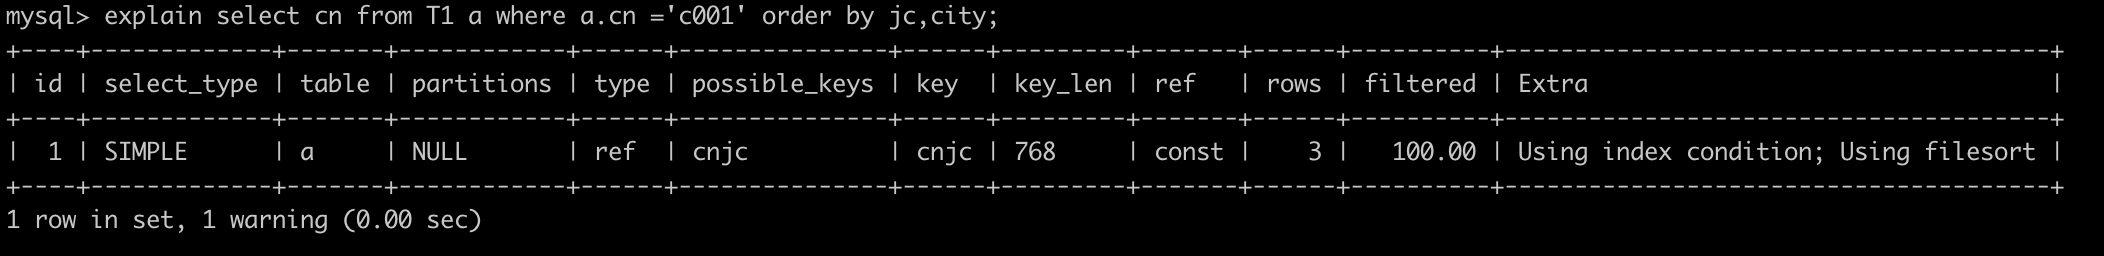 mysql> explain select cn from T1 a where a.cn ='c001' order by jc,city;
+----+-------------+-------+------------+------+---------------+------+---------+-------+------+----------+---------------------------------------+
| id | select_type | table | partitions | type | possible_keys | key  | key_len | ref   | rows | filtered | Extra                                 |
+----+-------------+-------+------------+------+---------------+------+---------+-------+------+----------+---------------------------------------+
|  1 | SIMPLE      | a     | NULL       | ref  | cnjc          | cnjc | 768     | const |    3 |   100.00 | Using index condition; Using filesort |
+----+-------------+-------+------------+------+---------------+------+---------+-------+------+----------+---------------------------------------+
1 row in set, 1 warning (0.00 sec)